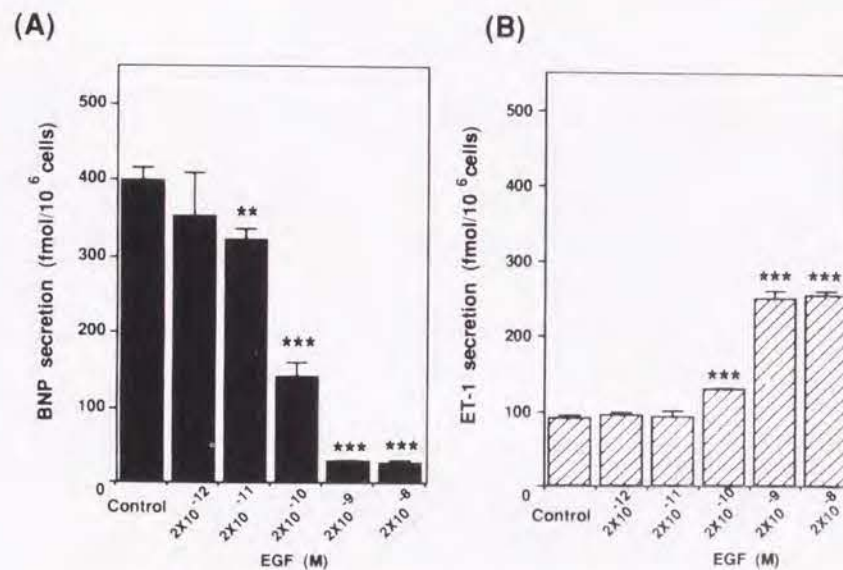 (A)
BNP secretion (fmol/10^6 cells)
500
400
300
200
100
0
**
***
***
***
Control
2X10^-12
2X10^-11
2X10^-10
2X10^-9
2X10^-8
EGF (M)
(B)
ET-1 secretion (fmol/10^6 cells)
500
400
300
200
100
0
***
***
***
Control
2X10^-12
2X10^-11
2X10^-10
2X10^-9
2X10^-8
EGF (M)